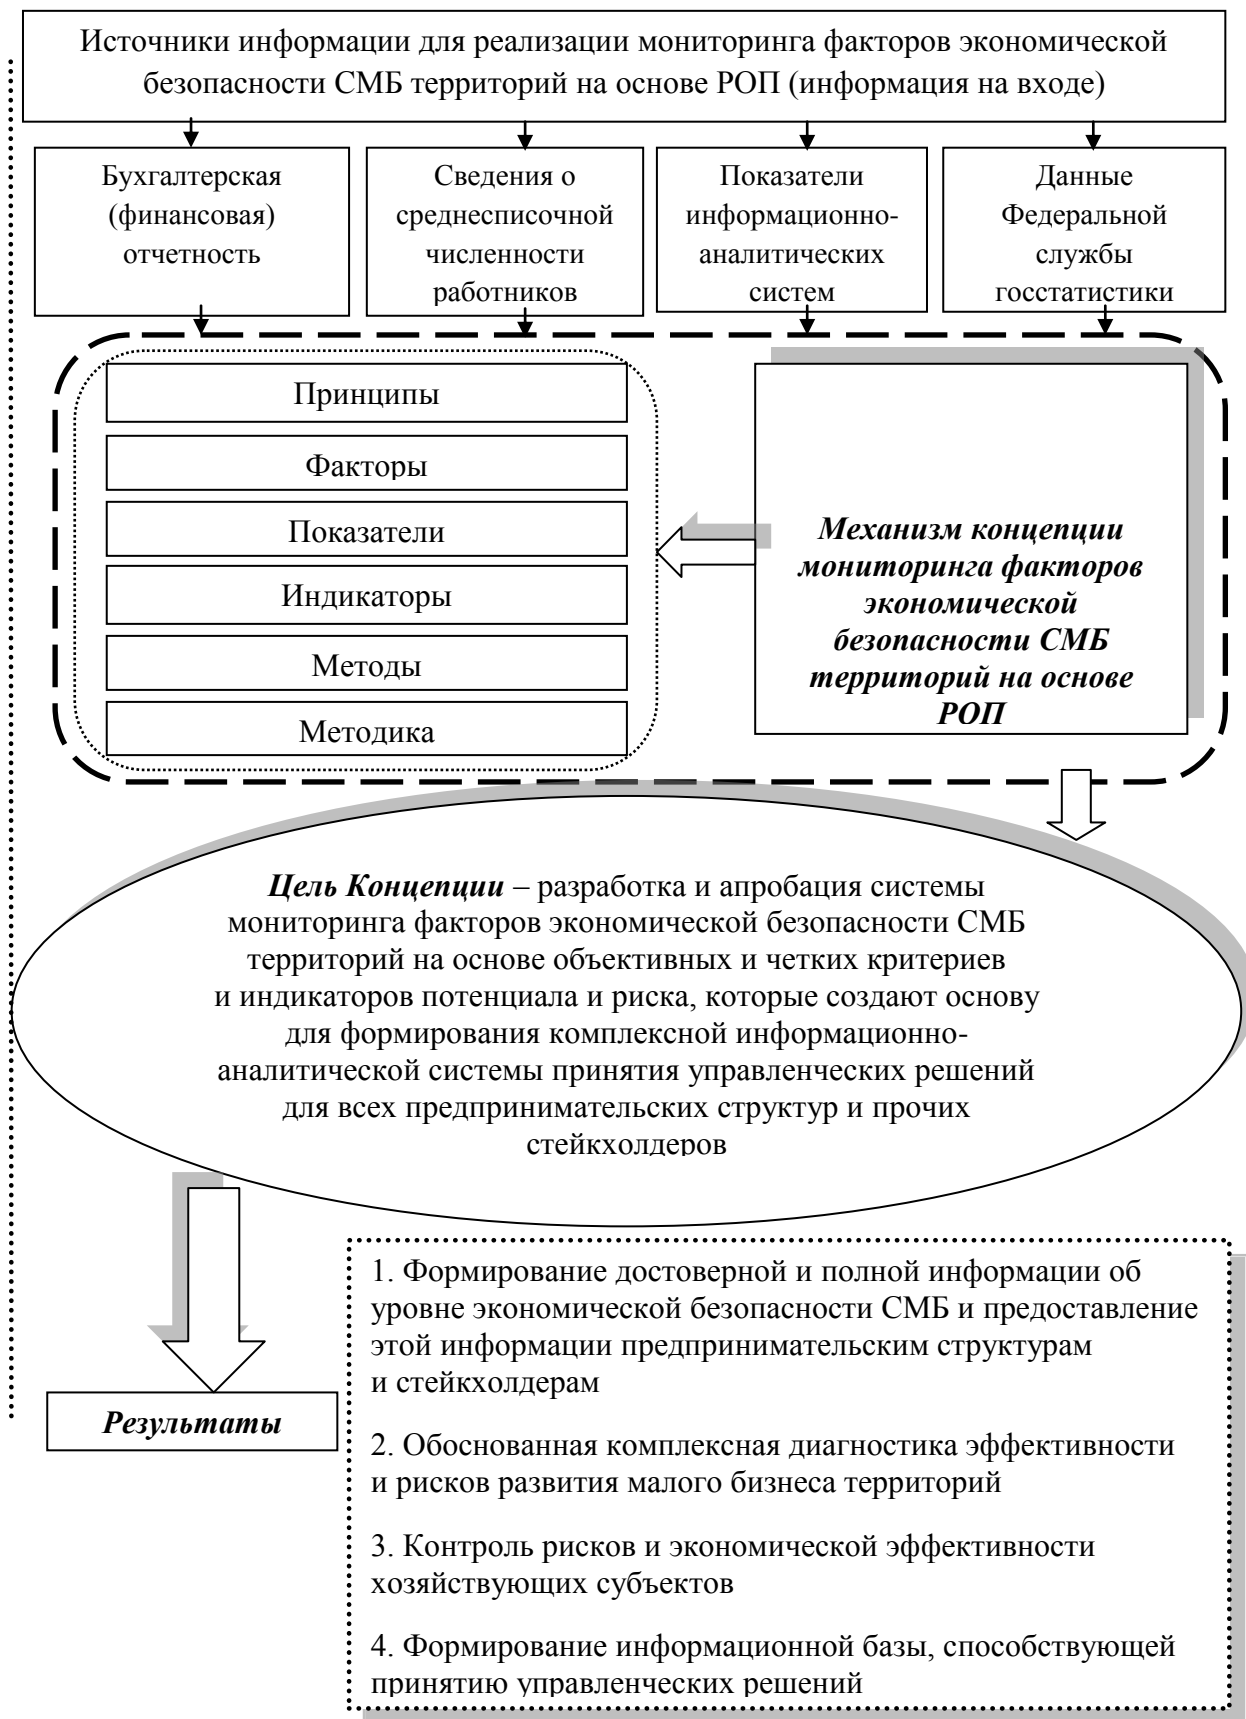 Источники информации для реализации мониторинга факторов экономической
безопасности СМБ территорий на основе РОП (информация на входе)
Бухгалтерская
(финансовая)
отчетность
Сведения о
среднесписочной
численности
работников
Показатели
информационно-
аналитических
систем
Данные
Федеральной
службы
госстатистики
Принципы
Факторы
Показатели
Индикаторы
Методы
Методика
Механизм концепции
мониторинга факторов
экономической
безопасности СМБ
территорий на основе
РОП
Цель Концепции – разработка и апробация системы
мониторинга факторов экономической безопасности СМБ
территорий на основе объективных и четких критериев
и индикаторов потенциала и риска, которые создают основу
для формирования комплексной информационно-
аналитической системы принятия управленческих решений
для всех предпринимательских структур и прочих
стейкхолдеров
Результаты
1. Формирование достоверной и полной информации об
уровне экономической безопасности СМБ и предоставление
этой информации предпринимательским структурам
и стейкхолдерам
2. Обоснованная комплексная диагностика эффективности
и рисков развития малого бизнеса территорий
3. Контроль рисков и экономической эффективности
хозяйствующих субъектов
4. Формирование информационной базы, способствующей
принятию управленческих решений